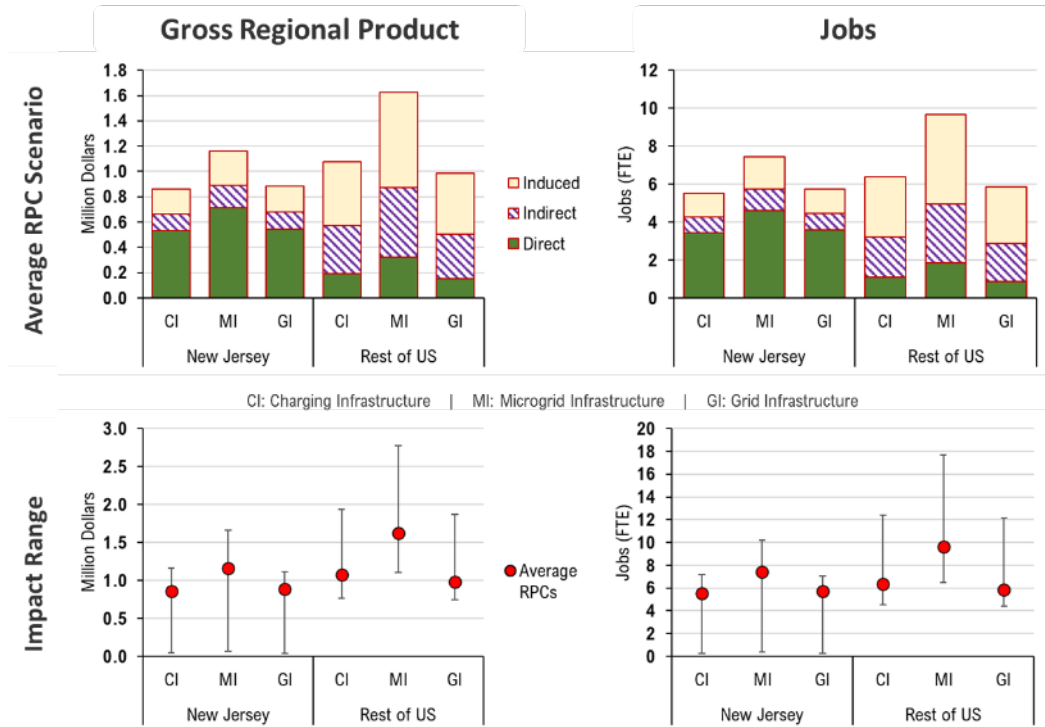 Gross Regional Product
Jobs
Average RPC Scenario
Million Dollars
1.8
1.6
1.4
1.2
1.0
0.8
0.6
0.4
0.2
0.0
CI MI GI CI MI GI
New Jersey Rest of US
Induced
Indirect
Direct
Jobs (FTE)
12
10
8
6
4
2
0
CI MI GI CI MI GI
New Jersey Rest of US
CI: Charging Infrastructure | MI: Microgrid Infrastructure | GI: Grid Infrastructure
Impact Range
Million Dollars
3.0
2.5
2.0
1.5
1.0
0.5
0.0
CI MI GI CI MI GI
New Jersey Rest of US
Average
RPCs
Jobs (FTE)
20
18
16
14
12
10
8
6
4
2
0
CI MI GI CI MI GI
New Jersey Rest of US